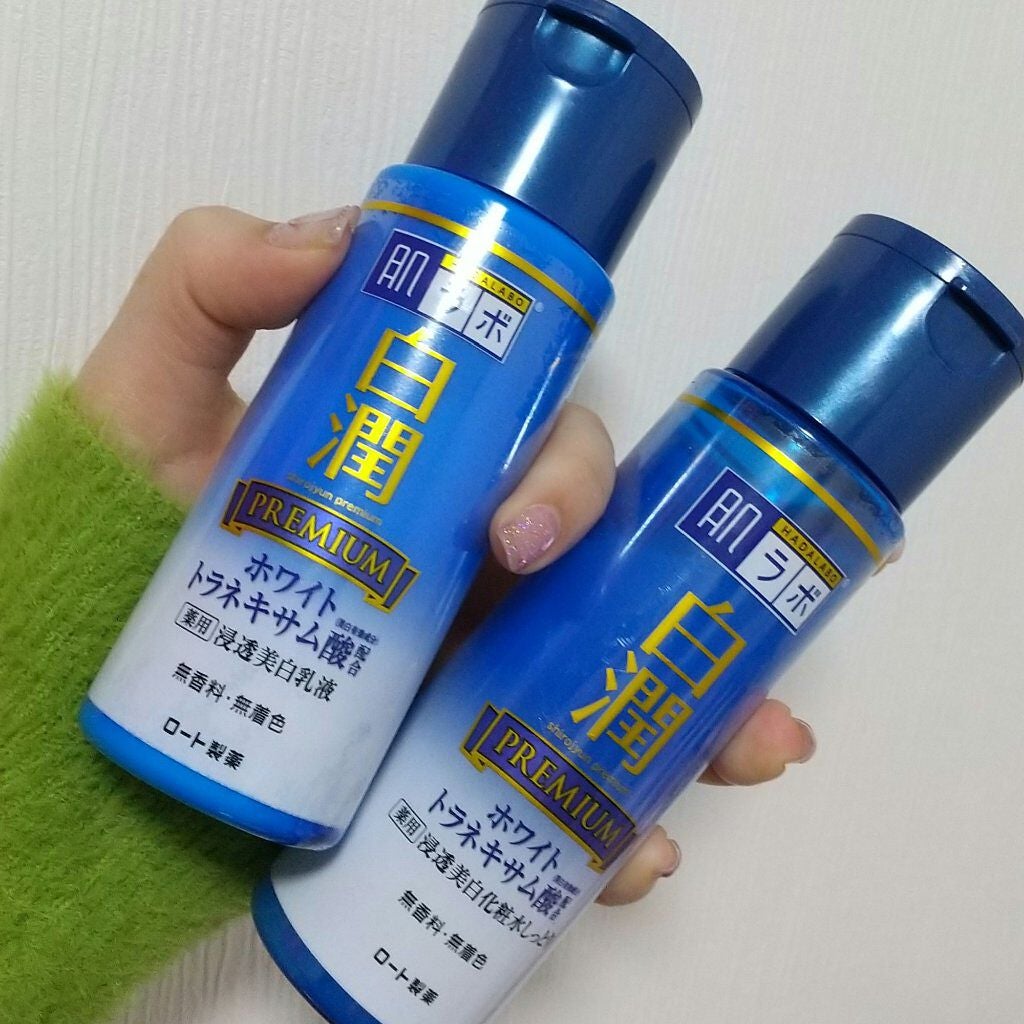 肌ラボ
HADALABO
白潤
shirojyun premium
PREMIUM
ホワイト
トラネキサム酸配合
薬用 浸透美白乳液
無香料・無着色
ロート製薬
肌ラボ
HADALABO
白潤
shirojyun premium
PREMIUM
ホワイト
トラネキサム酸配合
薬用 浸透美白化粧水しっと
無香料・無着色
ロート製薬